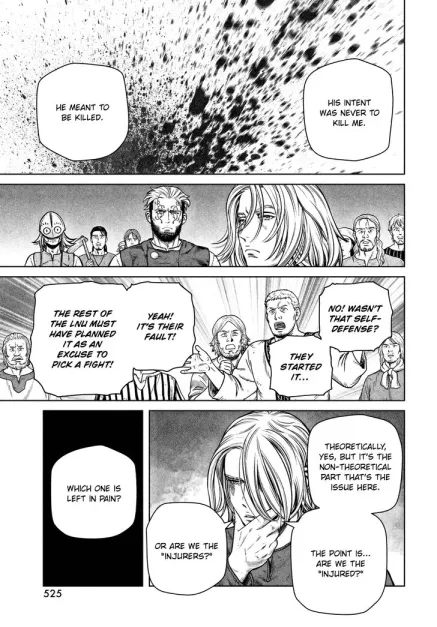 HIS INTENT
WAS NEVER TO
KILL ME.
HE MEANT TO
BE KILLED.
NO! WASN'T
THAT SELF-
DEFENSE?
THEY
STARTED
IT...
YEAH!
IT'S THEIR
FAULT!
THE REST OF
THE LNU MUST
HAVE PLANNED
IT AS AN
EXCUSE TO
PICK A FIGHT!
THEORETICALLY,
YES, BUT IT'S THE
NON-THEORETICAL
PART THAT'S THE
ISSUE HERE.
THE POINT IS...
ARE WE THE
"INJURED?"
OR ARE WE THE
"INJURERS?"
WHICH ONE IS
LEFT IN PAIN?
525